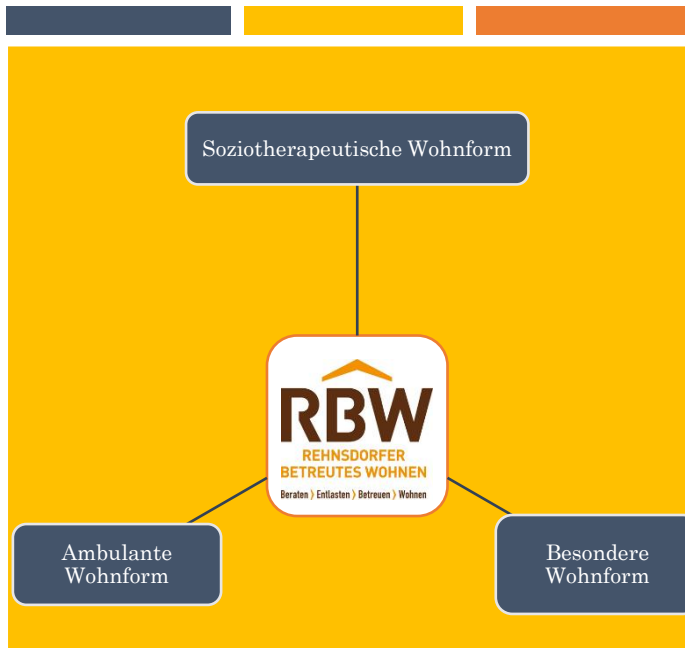 Soziotherapeutische Wohnform
RBW
REHNSDORFER
BETREUTES WOHNEN
Beraten ⟩ Entlasten ⟩ Betreuen ⟩ Wohnen
Ambulante
Wohnform
Besondere
Wohnform